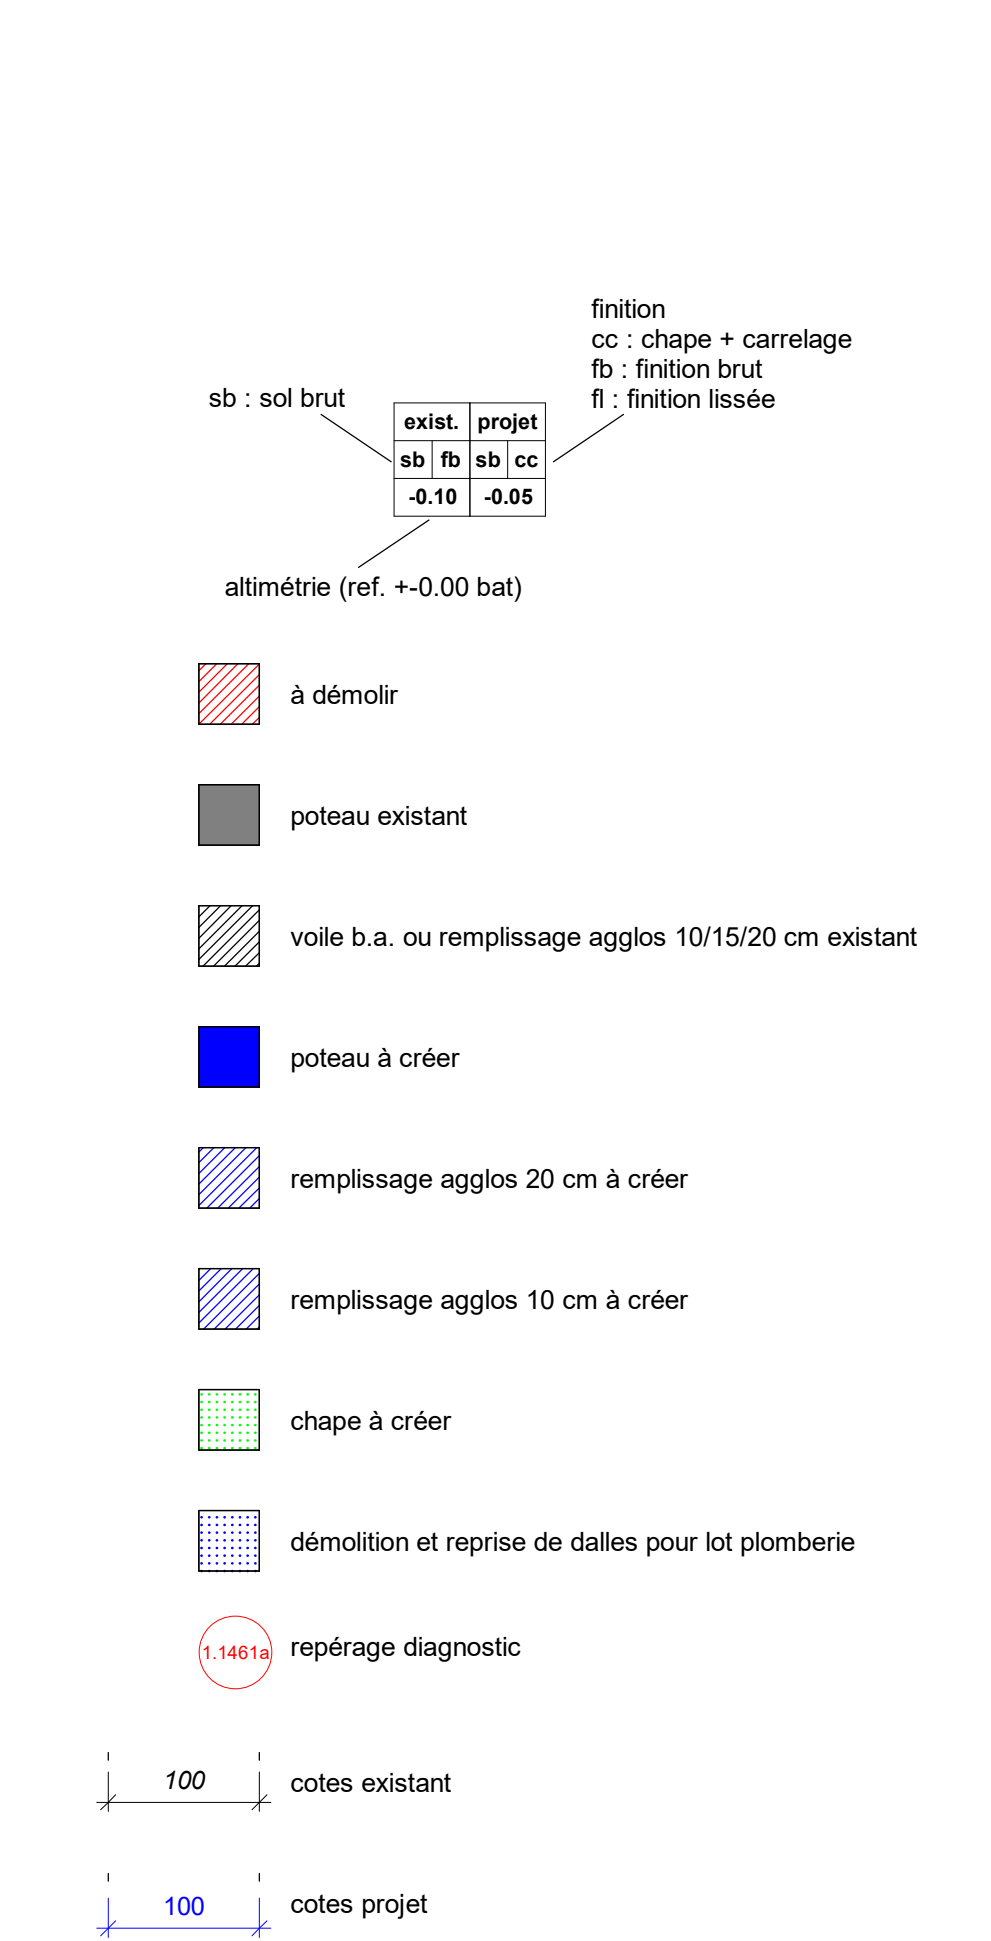 finition
cc : chape + carrelage
fb : finition brut
fl : finition lissée
sb : sol brut
exist. projet
sb fb sb cc
-0.10 -0.05
altimétrie (ref. +-0.00 bat)
à démolir
poteau existant
voile b.a. ou remplissage agglos 10/15/20 cm existant
poteau à créer
remplissage agglos 20 cm à créer
remplissage agglos 10 cm à créer
chape à créer
démolition et reprise de dalles pour lot plomberie
1.1461a repérage diagnostic
100 cotes existant
100 cotes projet